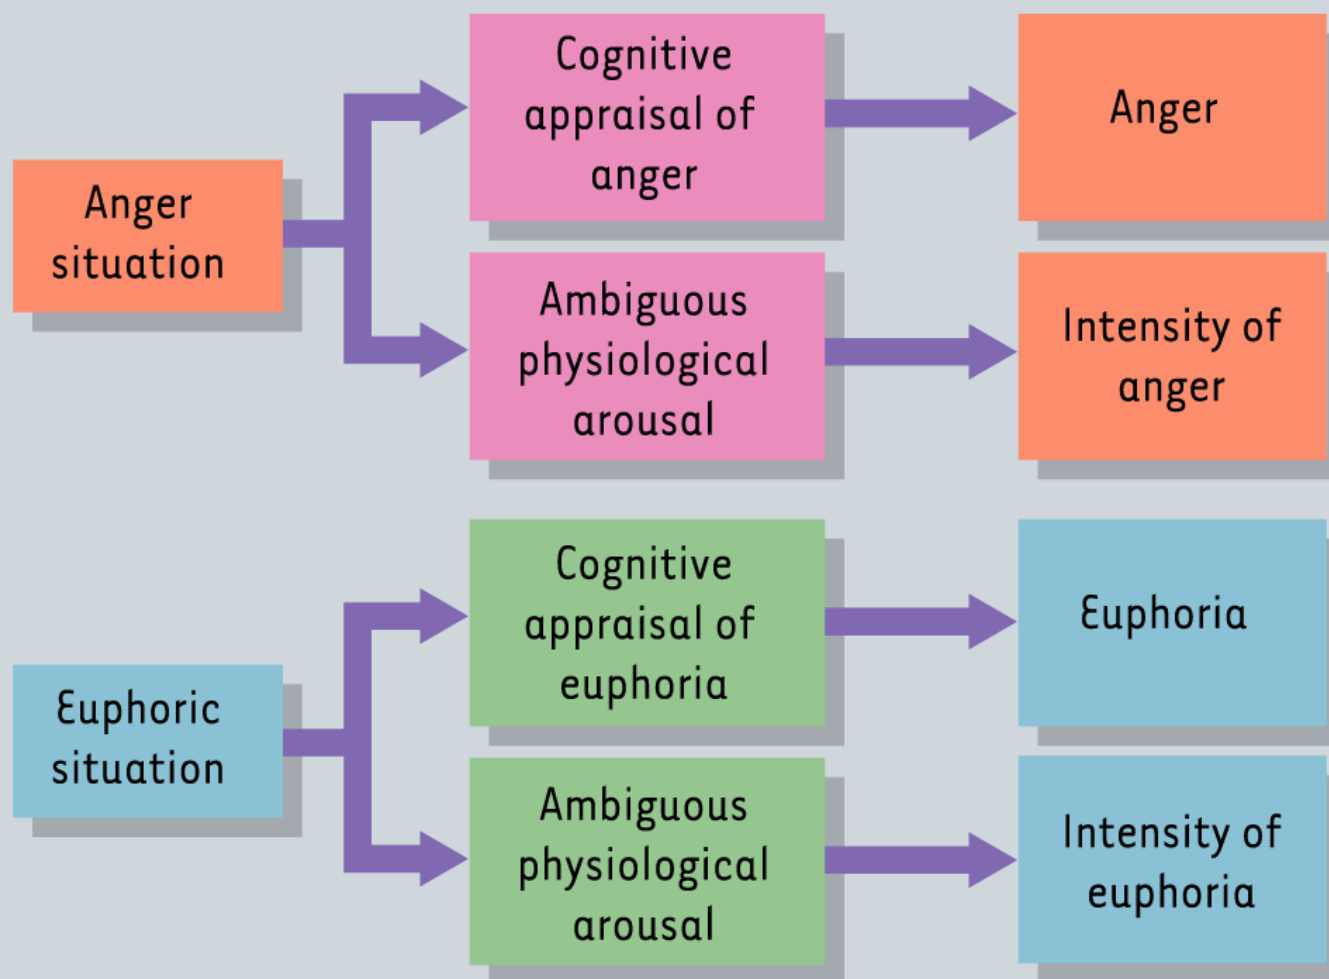 Anger
situation
Cognitive
appraisal of
anger
Anger
Ambiguous
physiological
arousal
Intensity of
anger
Euphoric
situation
Cognitive
appraisal of
euphoria
Euphoria
Ambiguous
physiological
arousal
Intensity of
euphoria